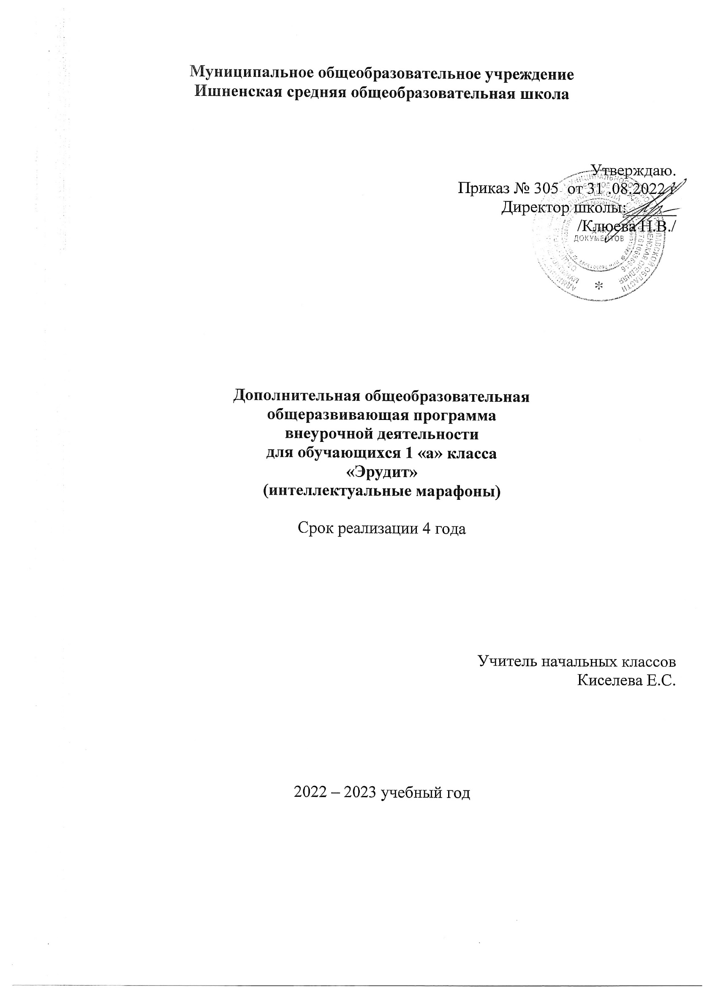 Муниципальное общеобразовательное учреждение
Ишненская средняя общеобразовательная школа
Утверждаю.
Приказ № 305 от 31 .08.2022 г
Директор школы:______
/Клюева Н.В./
ДЛЯ
ДОКУМЕНТОВ
Дополнительная общеобразовательная
общеразвивающая программа
внеурочной деятельности
для обучающихся 1 «а» класса
«Эрудит»
(интеллектуальные марафоны)
Срок реализации 4 года
Учитель начальных классов
Киселева Е.С.
2022 – 2023 учебный год